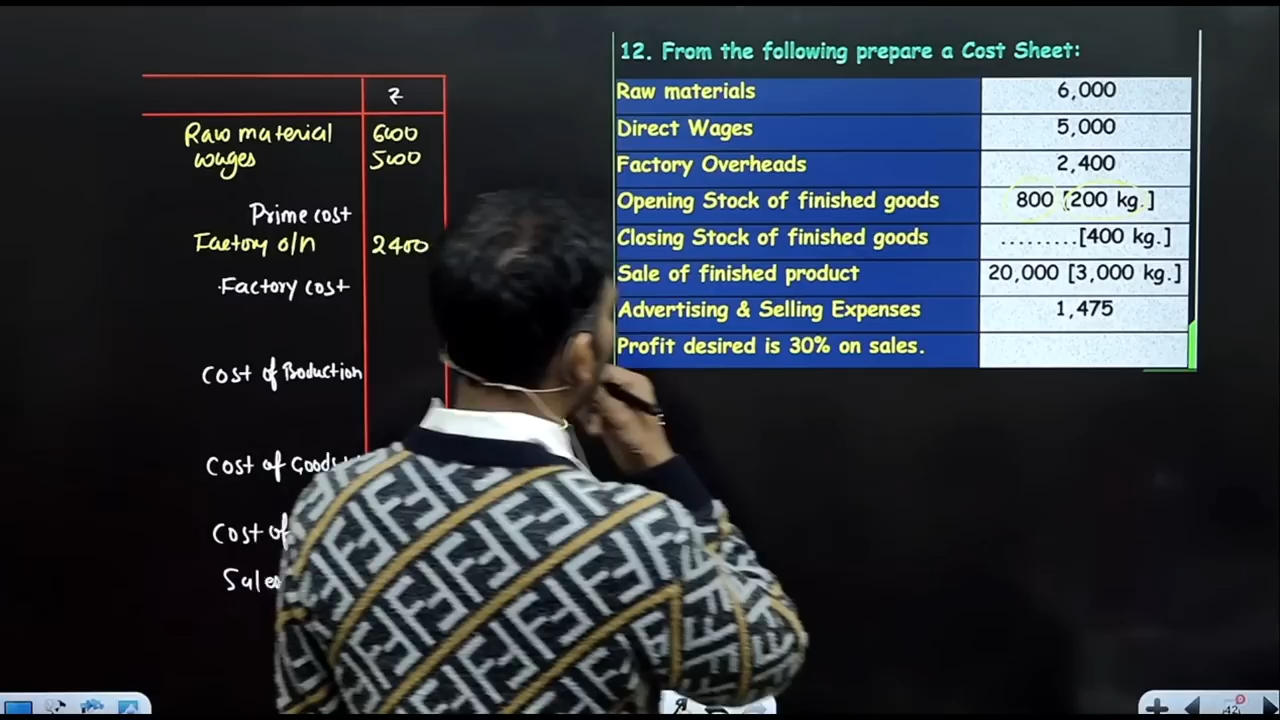 ₹
Raw material 6000
wages 5000
Prime cost
Factory o/h 2400
Factory cost
Cost of Production
Cost of Goods
Cost of
Sales
12. From the following prepare a Cost Sheet:
Raw materials 6,000
Direct Wages 5,000
Factory Overheads 2,400
Opening Stock of finished goods 800 [200 kg.]
Closing Stock of finished goods .........[400 kg.]
Sale of finished product 20,000 [3,000 kg.]
Advertising & Selling Expenses 1,475
Profit desired is 30% on sales.
42